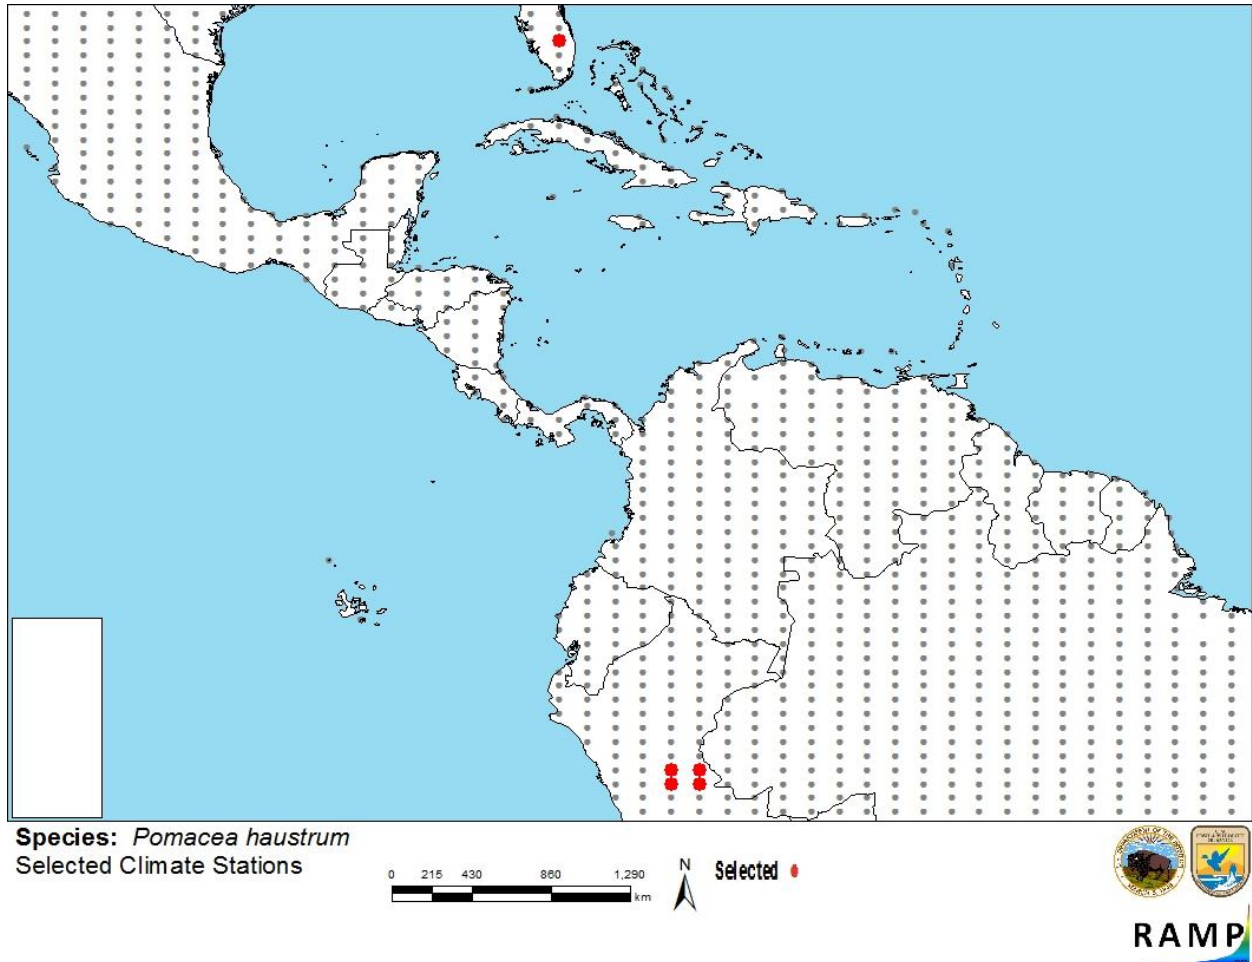 Species: Pomacea haustrum
Selected Climate Stations
0 215 430 860 1,290
km
N
Selected
RAMP